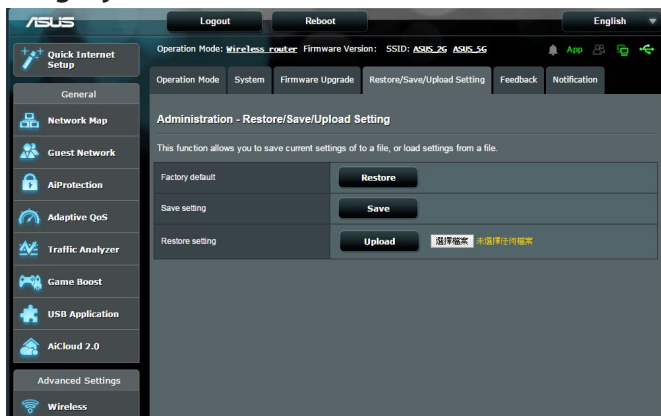 ASUS
Logout
Reboot
English
Quick Internet
Setup
Operation Mode: Wireless router Firmware Version: SSID: ASUS_2G ASUS_5G
App
Operation Mode
System
Firmware Upgrade
Restore/Save/Upload Setting
Feedback
Notification
General
Network Map
Guest Network
AiProtection
Adaptive QoS
Traffic Analyzer
Game Boost
USB Application
AiCloud 2.0
Advanced Settings
Wireless
Administration - Restore/Save/Upload Setting
This function allows you to save current settings of to a file, or load settings from a file.
Factory default
Restore
Save setting
Save
Restore setting
Upload
選擇檔案 未選擇任何檔案